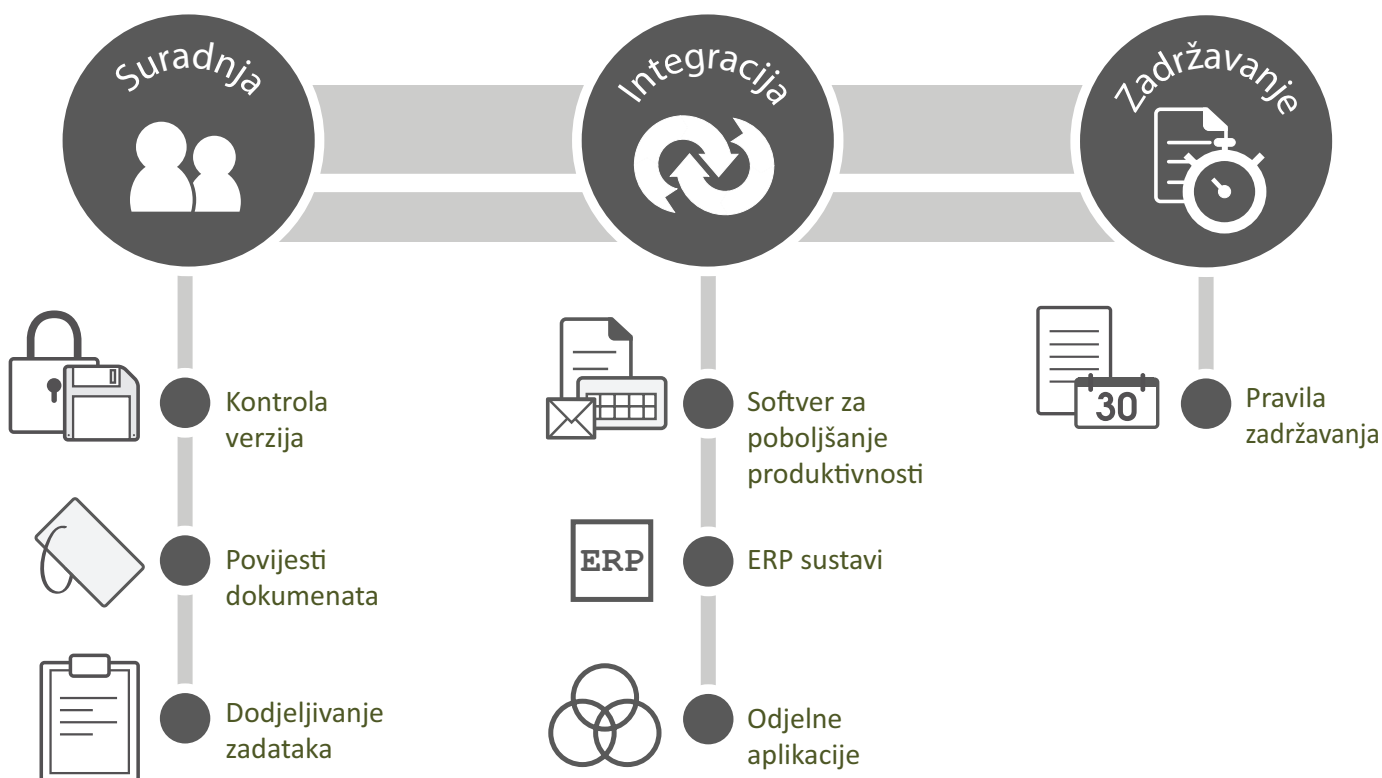 Suradnja
Integracija
Zadržavanje
Kontrola
verzija
Povijesti
dokumenata
Dodjeljivanje
zadataka
Softver za
poboljšanje
produktivnosti
ERP
ERP sustavi
Odjelne
aplikacije
30
Pravila
zadržavanja